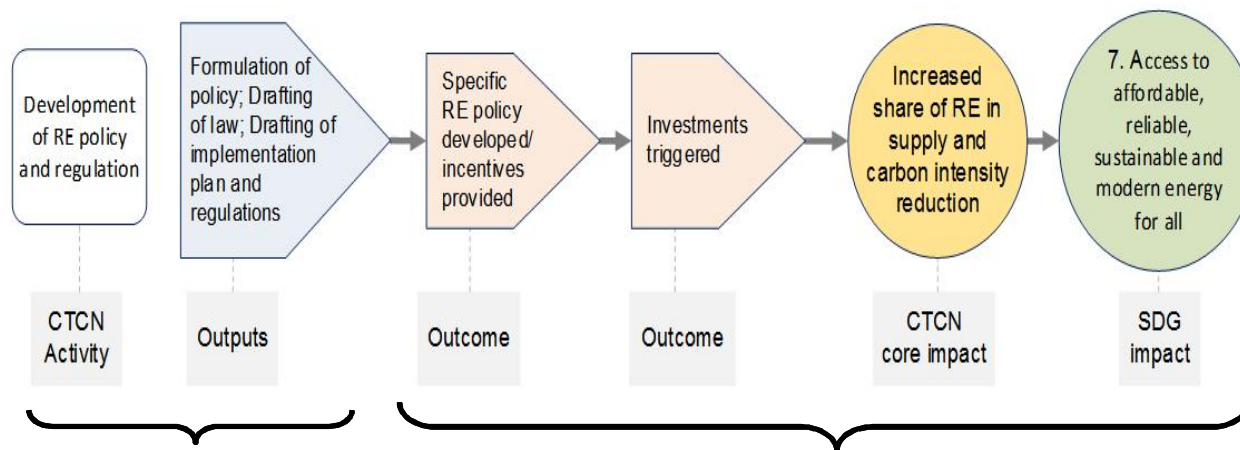 Development
of RE policy
and regulation
Formulation of
policy; Drafting
of law; Drafting of
implementation
plan and
regulations
Specific
RE policy
developed/
incentives
provided
Investments
triggered
Increased
share of RE in
supply and
carbon intensity
reduction
7. Access to
affordable,
reliable,
sustainable and
modern energy
for all
CTCN
Activity
Outputs
Outcome
Outcome
CTCN
core impact
SDG
impact